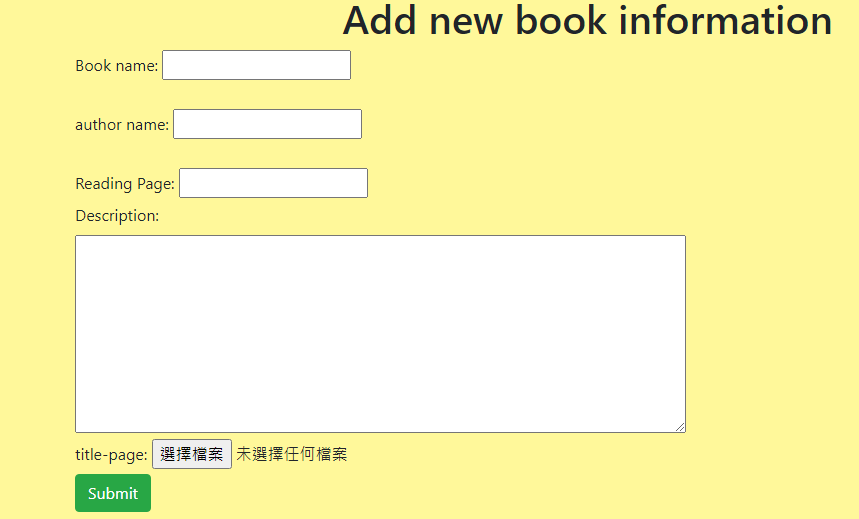 Add new book information
Book name:
author name:
Reading Page:
Description:
title-page: 選擇檔案 未選擇任何檔案
Submit